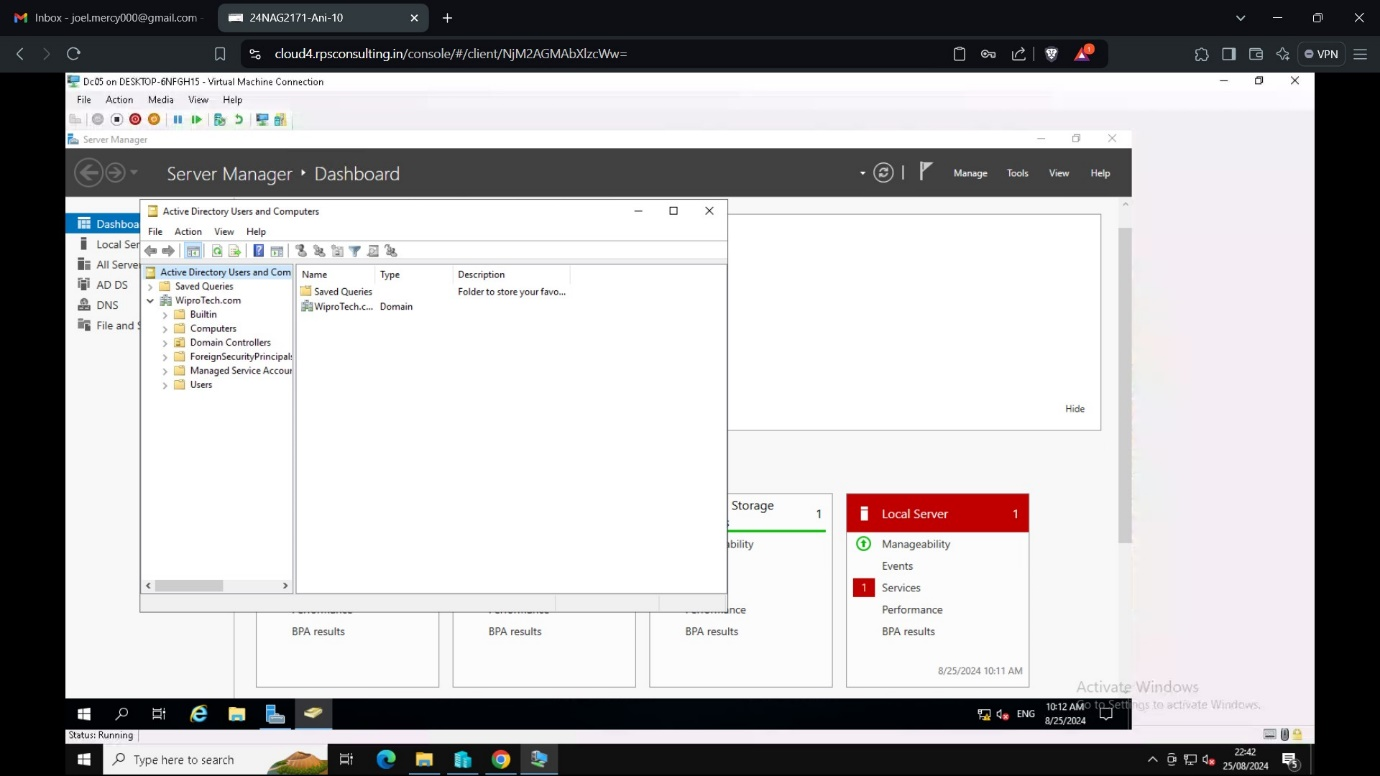 Inbox - joel.mercy000@gmail.com -
24NAG2171-Ani-10
cloud4.rpsconsulting.in/console/#/client/NjM2AGMAbXlzcWw=
1
VPN
Dc05 on DESKTOP-6NFGH15 - Virtual Machine Connection
File Action Media View Help
Server Manager
Server Manager • Dashboard
Manage Tools View Help
Dashboa
Local Ser
All Serve
AD DS
DNS
File and S
Active Directory Users and Computers
File Action View Help
Active Directory Users and Com
Saved Queries
WiproTech.com
Builtin
Computers
Domain Controllers
ForeignSecurityPrincipals
Managed Service Accour
Users
Name Type Description
Saved Queries Folder to store your favo...
WiproTech.c... Domain
Hide
Storage 1
ability
BPA results
BPA results
BPA results
Local Server 1
Manageability
Events
1 Services
Performance
BPA results
8/25/2024 10:11 AM
Activate Windows
Go to Settings to activate Windows.
ENG
10:12 AM
8/25/2024
Status: Running
Type here to search
22:42
25/08/2024
5